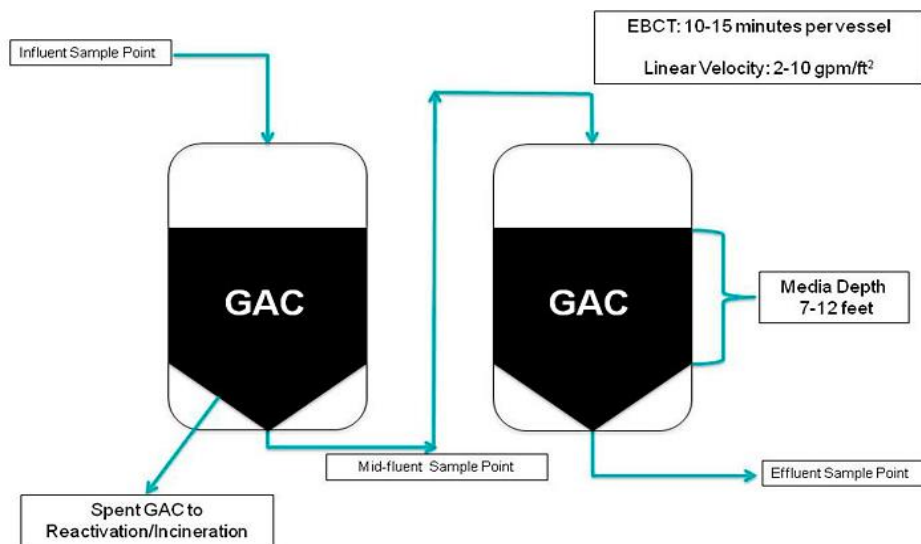 Influent Sample Point
EBCT: 10-15 minutes per vessel
Linear Velocity: 2-10 gpm/ft²
GAC
GAC
Media Depth
7-12 feet
Mid-fluent Sample Point
Effluent Sample Point
Spent GAC to
Reactivation/Incineration